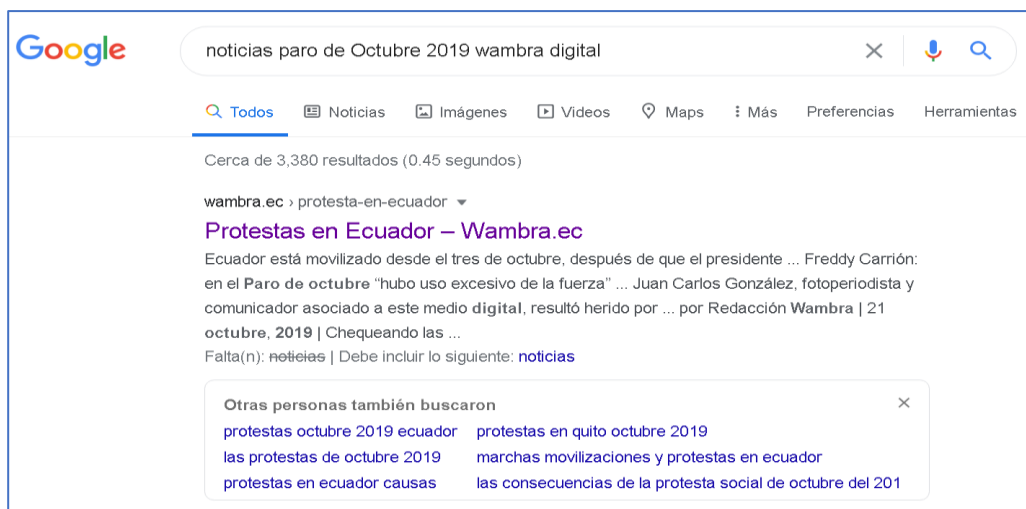 Google
noticias paro de Octubre 2019 wambra digital
Todos Noticias Imágenes Videos Maps Más Preferencias Herramientas
Cerca de 3,380 resultados (0.45 segundos)
wambra.ec › protesta-en-ecuador
Protestas en Ecuador – Wambra.ec
Ecuador está movilizado desde el tres de octubre, después de que el presidente ... Freddy Carrión:
en el Paro de octubre “hubo uso excesivo de la fuerza” ... Juan Carlos González, fotoperiodista y
comunicador asociado a este medio digital, resultó herido por ... por Redacción Wambra | 21
octubre, 2019 | Chequeando las ...
Falta(n): noticias | Debe incluir lo siguiente: noticias
Otras personas también buscaron
protestas octubre 2019 ecuador protestas en quito octubre 2019
las protestas de octubre 2019 marchas movilizaciones y protestas en ecuador
protestas en ecuador causas las consecuencias de la protesta social de octubre del 201